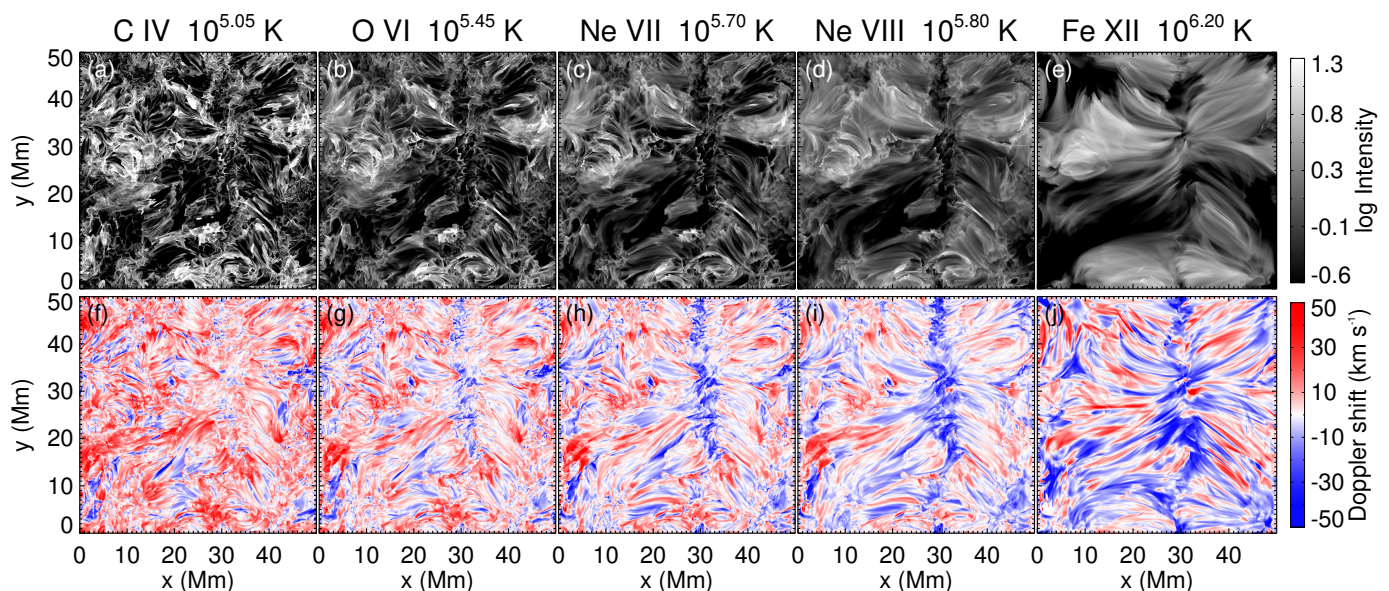 C IV 10^5.05 K O VI 10^5.45 K Ne VII 10^5.70 K Ne VIII 10^5.80 K Fe XII 10^6.20 K
(a) (b) (c) (d) (e)
y (Mm)
50
40
30
20
10
0
1.3
0.8
0.3
-0.1
-0.6
log Intensity
(f) (g) (h) (i) (j)
y (Mm)
50
40
30
20
10
0
50
30
10
-10
-30
-50
Doppler shift (km s⁻¹)
0 10 20 30 40 0 10 20 30 40 0 10 20 30 40 0 10 20 30 40 0 10 20 30 40
x (Mm) x (Mm) x (Mm) x (Mm) x (Mm)